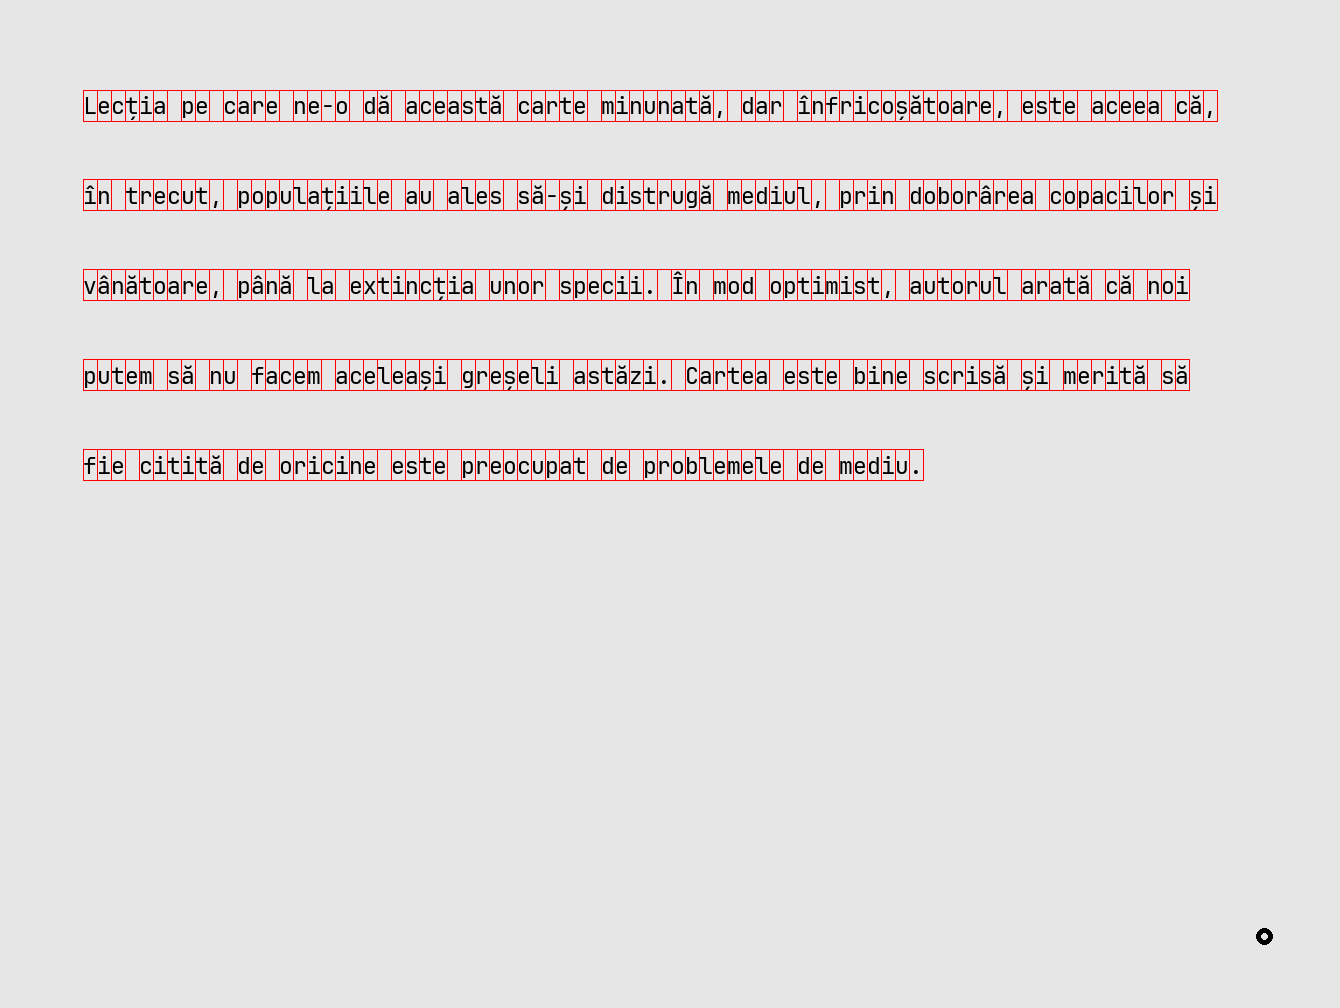 Lecția pe care ne-o dă această carte minunată, dar înfricoșătoare, este aceea că,
în trecut, populațiile au ales să-și distrugă mediul, prin doborârea copacilor și
vânătoare, până la extincția unor specii. În mod optimist, autorul arată că noi
putem să nu facem aceleași greșeli astăzi. Cartea este bine scrisă și merită să
fie citită de oricine este preocupat de problemele de mediu.